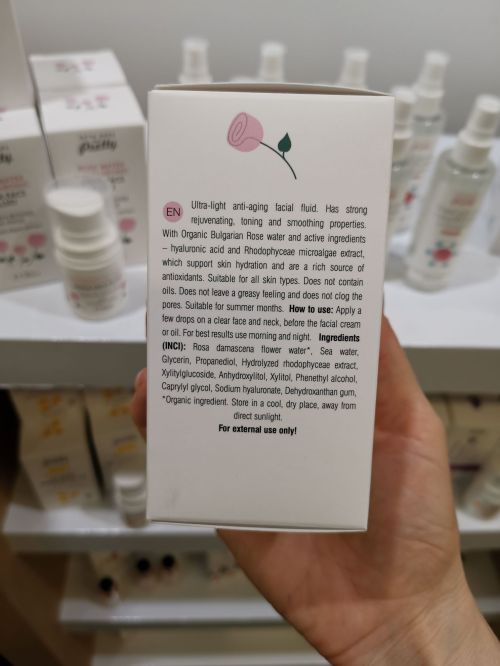 EN
Ultra-light anti-aging facial fluid. Has strong
rejuvenating, toning and smoothing properties.
With Organic Bulgarian Rose water and active ingredients
– hyaluronic acid and Rhodophyceae microalgae extract,
which support skin hydration and are a rich source of
antioxidants. Suitable for all skin types. Does not contain
oils. Does not leave a greasy feeling and does not clog the
pores. Suitable for summer months. How to use: Apply a
few drops on a clear face and neck, before the facial cream
or oil. For best results use morning and night. Ingredients
(INCI): Rosa damascena flower water*, Sea water,
Glycerin, Propanediol, Hydrolyzed rhodophyceae extract,
Xylitylglucoside, Anhydroxylitol, Xylitol, Phenethyl alcohol,
Caprylyl glycol, Sodium hyaluronate, Dehydroxanthan gum,
*Organic ingredient. Store in a cool, dry place, away from
direct sunlight.
For external use only!
Pretty